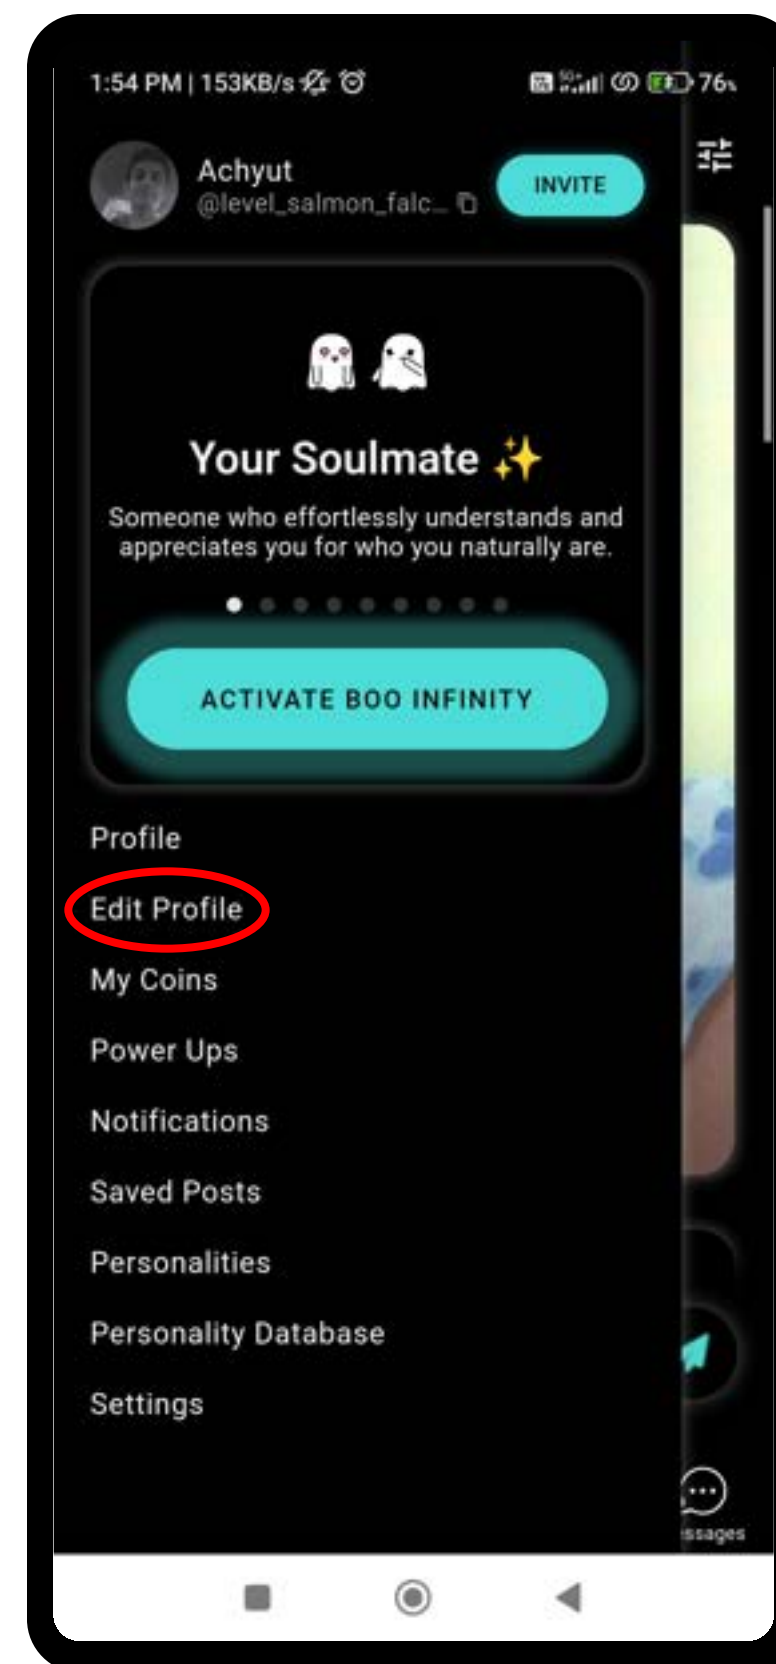 1:54 PM | 153KB/s 76%
Achyut
@level_salmon_falc...
INVITE
Your Soulmate ✨
Someone who effortlessly understands and
appreciates you for who you naturally are.
ACTIVATE BOO INFINITY
Profile
Edit Profile
My Coins
Power Ups
Notifications
Saved Posts
Personalities
Personality Database
Settings
ssages